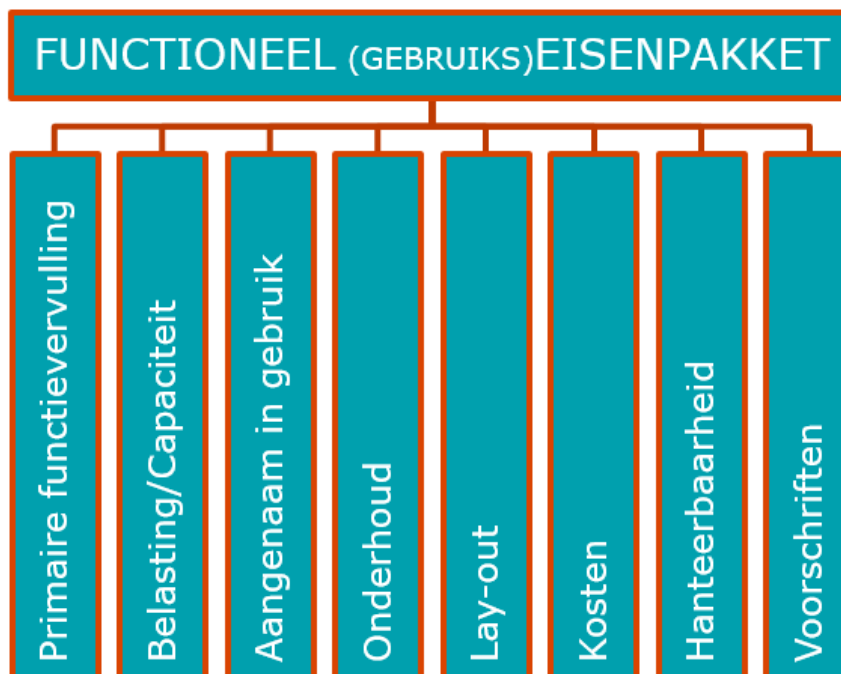 FUNCTIONEEL (GEBRUIKS)EISENPAKKET
Primaire functievervulling
Belasting/Capaciteit
Aangenaam in gebruik
Onderhoud
Lay-out
Kosten
Hanteerbaarheid
Voorschriften